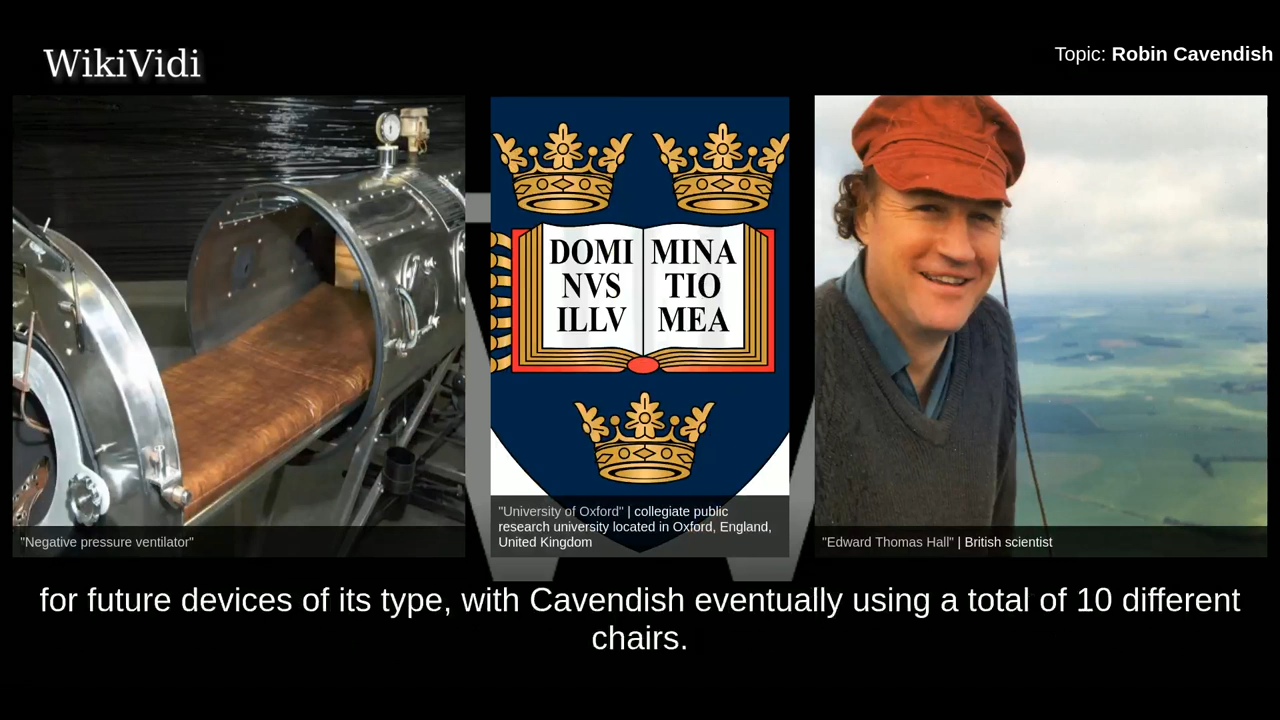 WikiVidi
Topic: Robin Cavendish
DOMI
NVS
ILLV
MINA
TIO
MEA
"Negative pressure ventilator"
"University of Oxford" | collegiate public
research university located in Oxford, England,
United Kingdom
"Edward Thomas Hall" | British scientist
for future devices of its type, with Cavendish eventually using a total of 10 different
chairs.